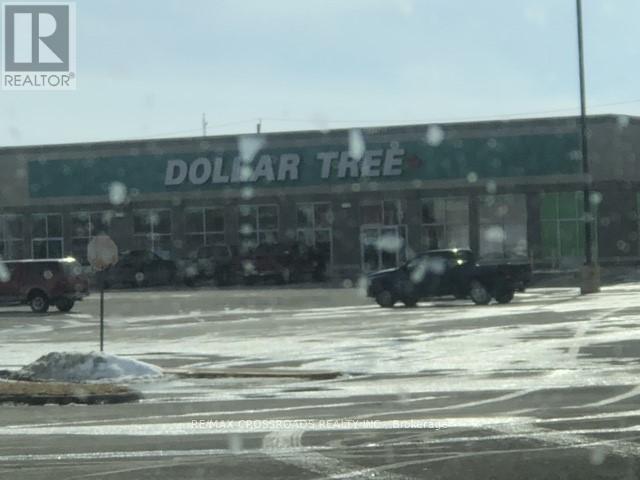 R
REALTOR®
DOLLAR TREE
RE/MAX CROSSROADS REALTY INC., Brokerage